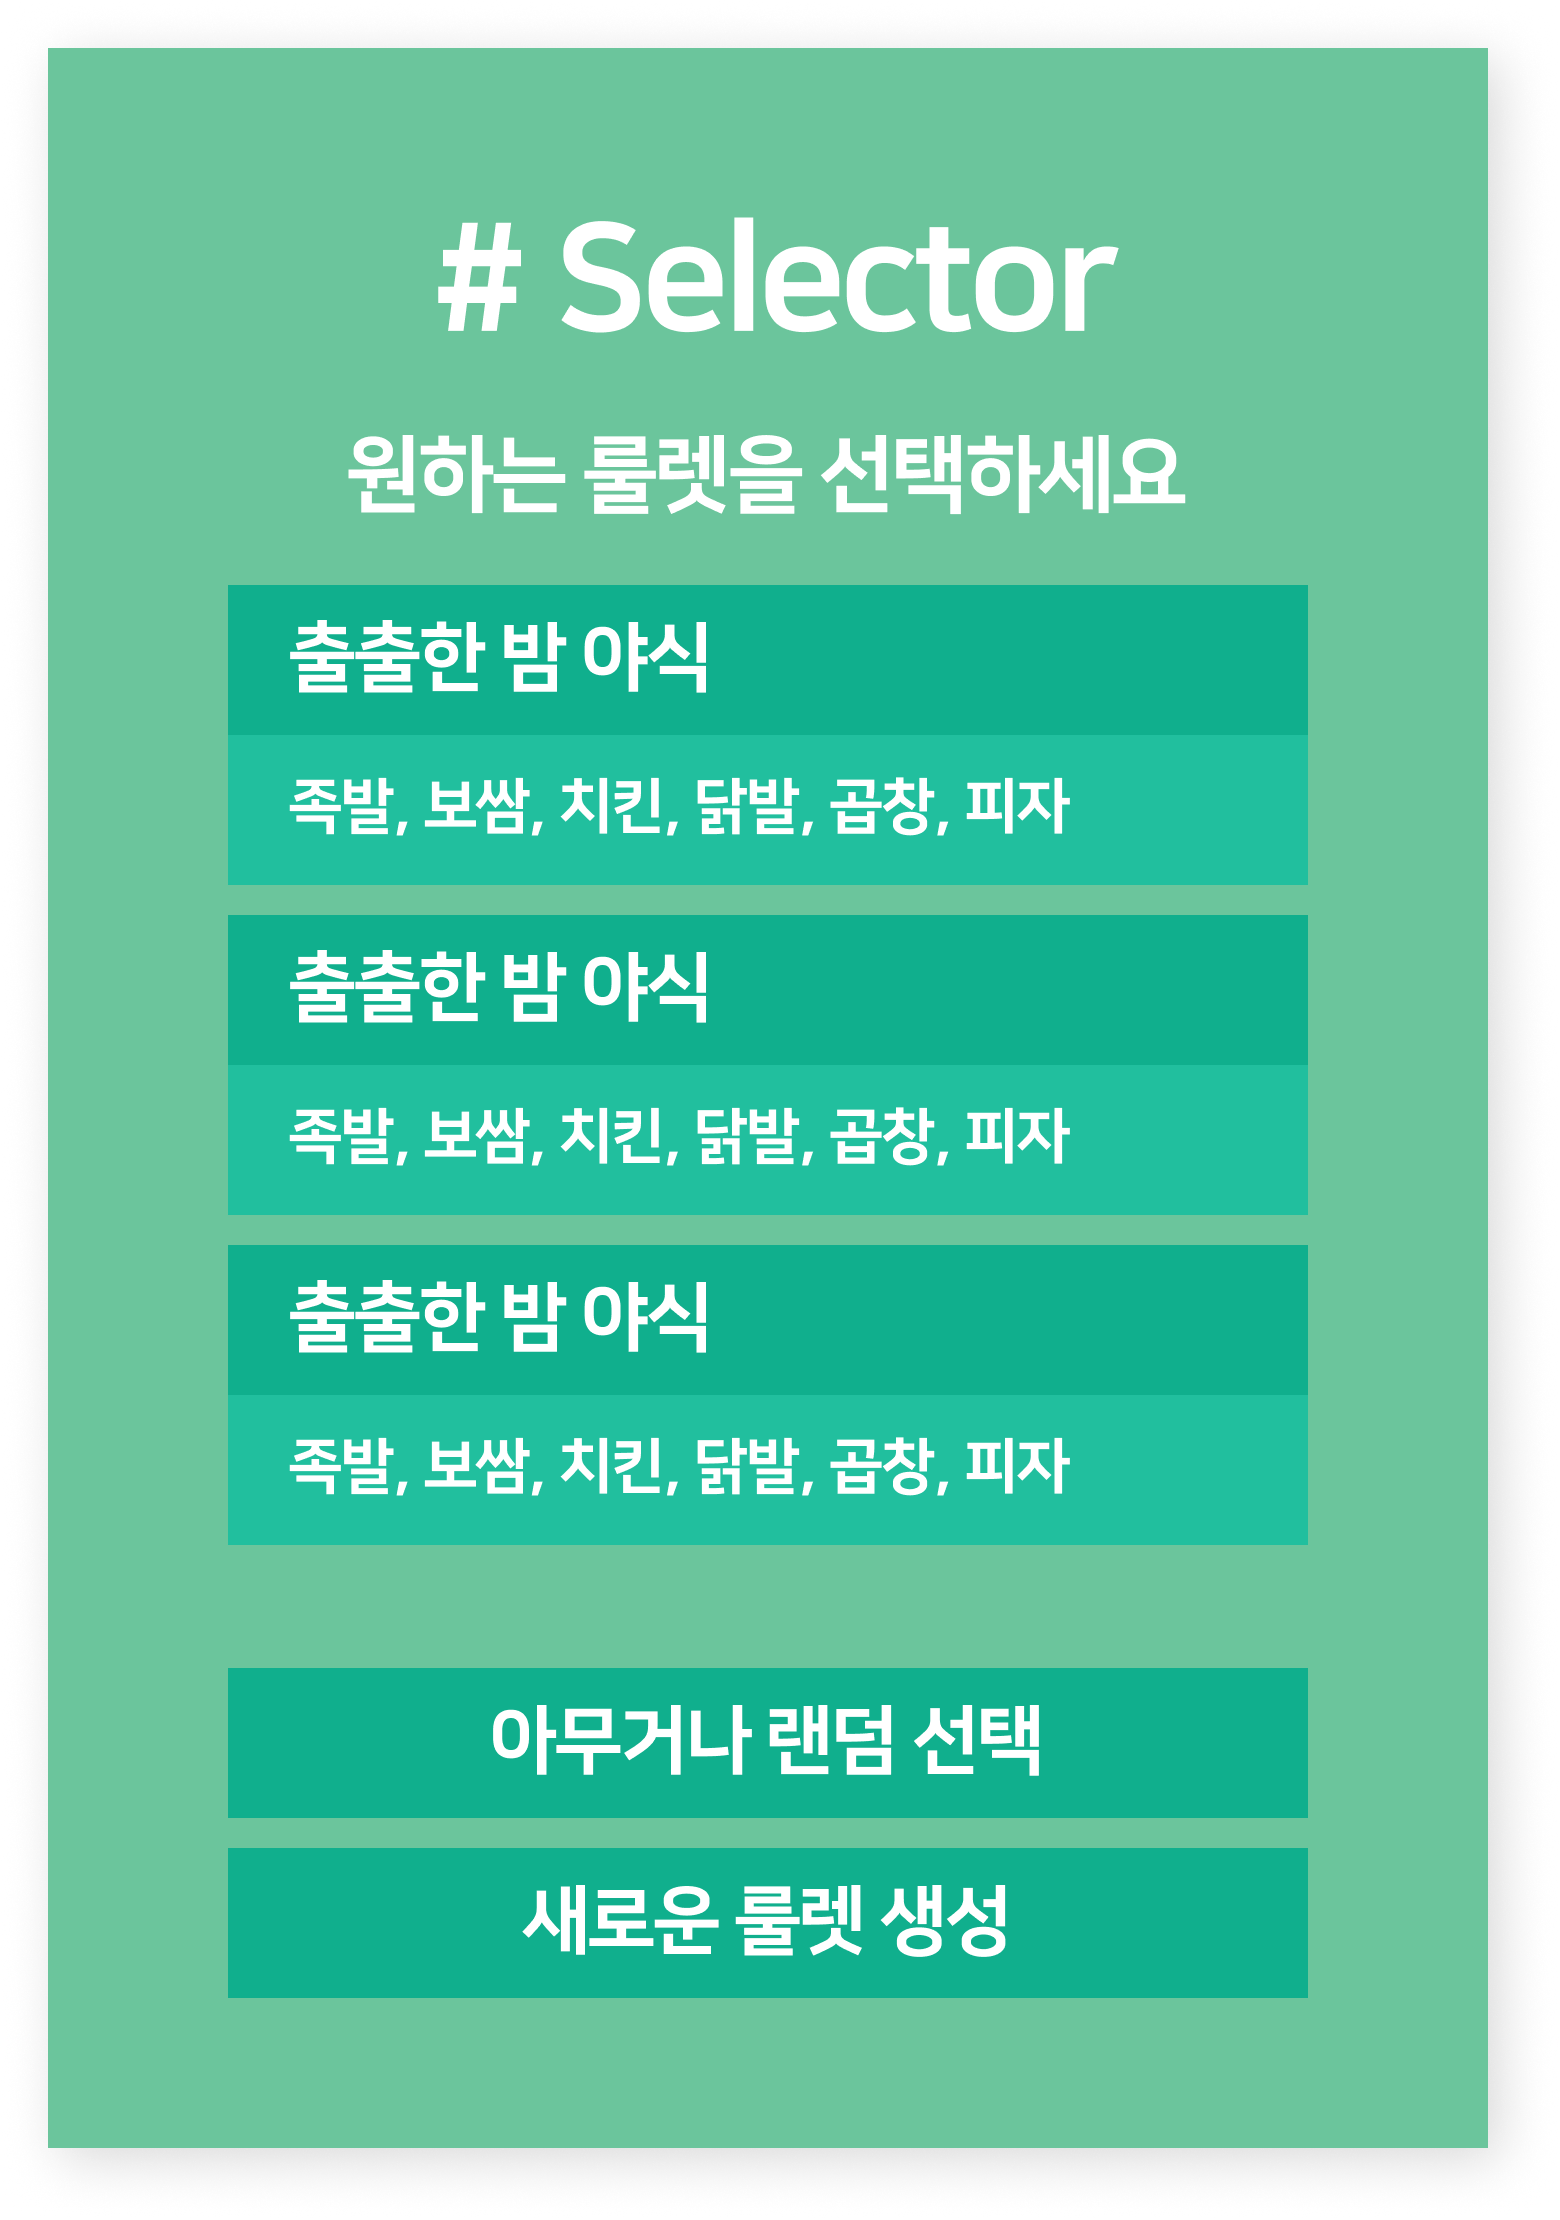 # Selector
원하는 룰렛을 선택하세요
출출한 밤 야식
족발, 보쌈, 치킨, 닭발, 곱창, 피자
출출한 밤 야식
족발, 보쌈, 치킨, 닭발, 곱창, 피자
출출한 밤 야식
족발, 보쌈, 치킨, 닭발, 곱창, 피자
아무거나 랜덤 선택
새로운 룰렛 생성